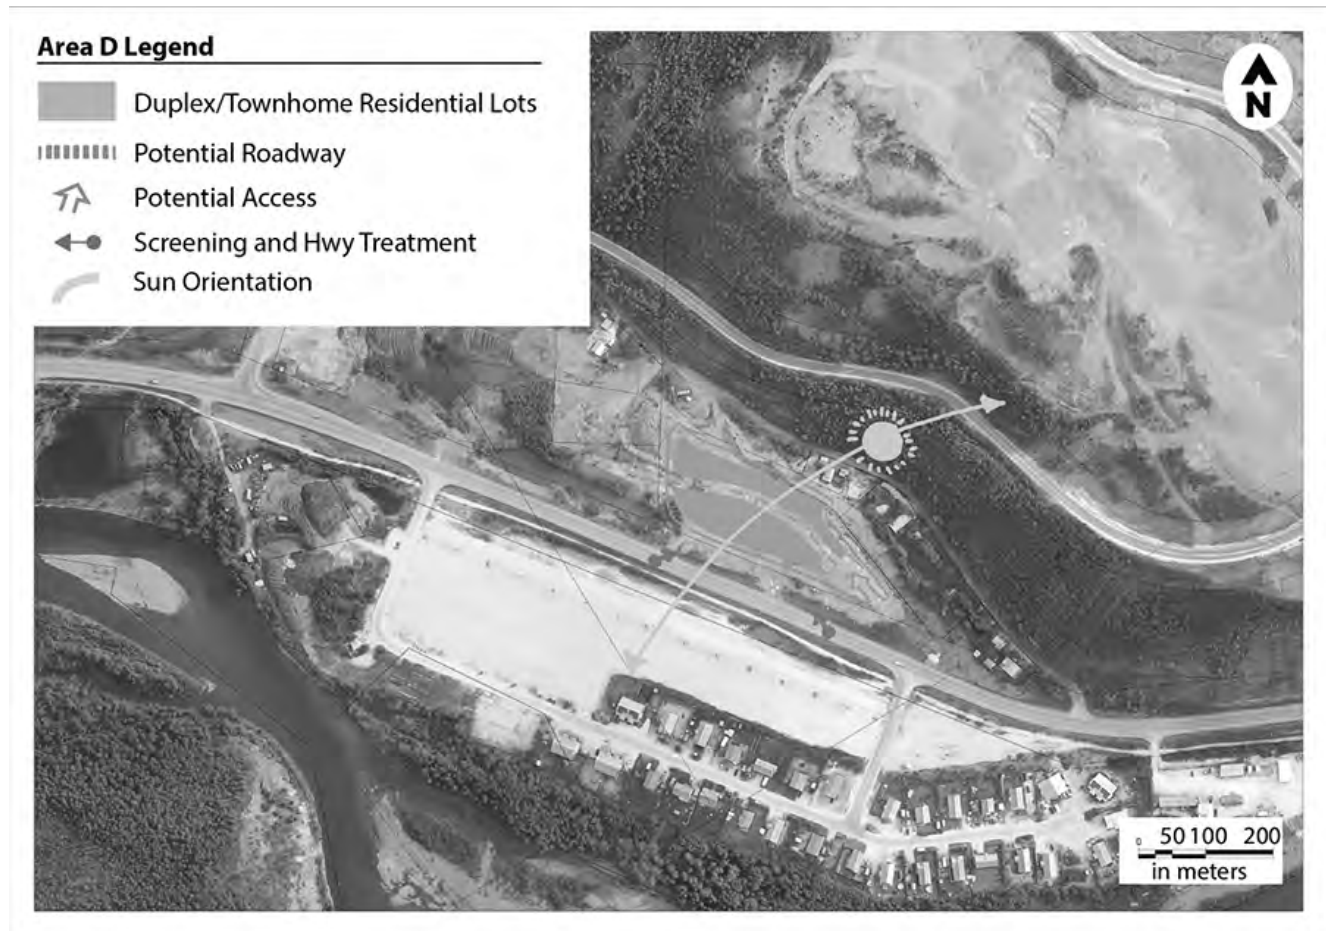 Area D Legend
Duplex/Townhome Residential Lots
Potential Roadway
Potential Access
Screening and Hwy Treatment
Sun Orientation
N
0 50 100 200
in meters